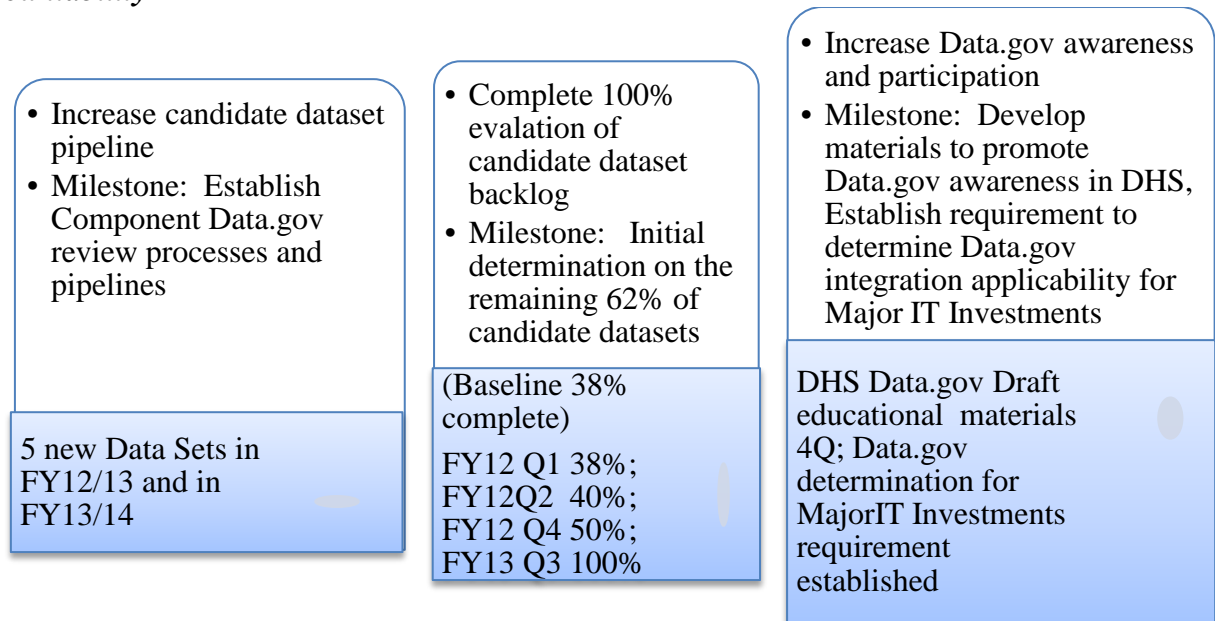 • Increase candidate dataset
pipeline
• Milestone: Establish
Component Data.gov
review processes and
pipelines
5 new Data Sets in
FY12/13 and in
FY13/14
• Complete 100%
evalation of
candidate dataset
backlog
• Milestone: Initial
determination on the
remaining 62% of
candidate datasets
(Baseline 38%
complete)
FY12 Q1 38%;
FY12Q2 40%;
FY12 Q4 50%;
FY13 Q3 100%
• Increase Data.gov awareness
and participation
• Milestone: Develop
materials to promote
Data.gov awareness in DHS,
Establish requirement to
determine Data.gov
integration applicability for
Major IT Investments
DHS Data.gov Draft
educational materials
4Q; Data.gov
determination for
MajorIT Investments
requirement
established